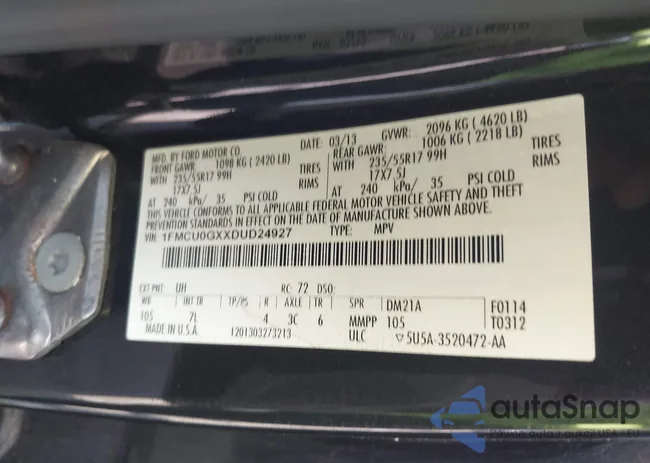 MFD. BY FORD MOTOR CO.
DATE: 03/13 GVWR: 2096 KG ( 4620 LB)
FRONT GAWR: 1098 KG ( 2420 LB)
REAR GAWR: 1006 KG ( 2218 LB)
WITH 235/55R17 99H TIRES
WITH 235/55R17 99H TIRES
17X7.5J RIMS
17X7.5J RIMS
AT 240 kPa/ 35 PSI COLD
AT 240 kPa/ 35 PSI COLD
THIS VEHICLE CONFORMS TO ALL APPLICABLE FEDERAL MOTOR VEHICLE SAFETY AND THEFT
PREVENTION STANDARDS IN EFFECT ON THE DATE OF MANUFACTURE SHOWN ABOVE.
VIN: 1FMCU0GXXDUD24927 TYPE: MPV
EXT PNT: UH RC: 72 DSO:
WB INT TR TP/PS R AXLE TR SPR DM21A F0114
105 7L 4 3C 6 MMPP 105 T0312
MADE IN U.S.A. 1201303273213 ULC ▽5U5A-3520472-AA
autaSnap